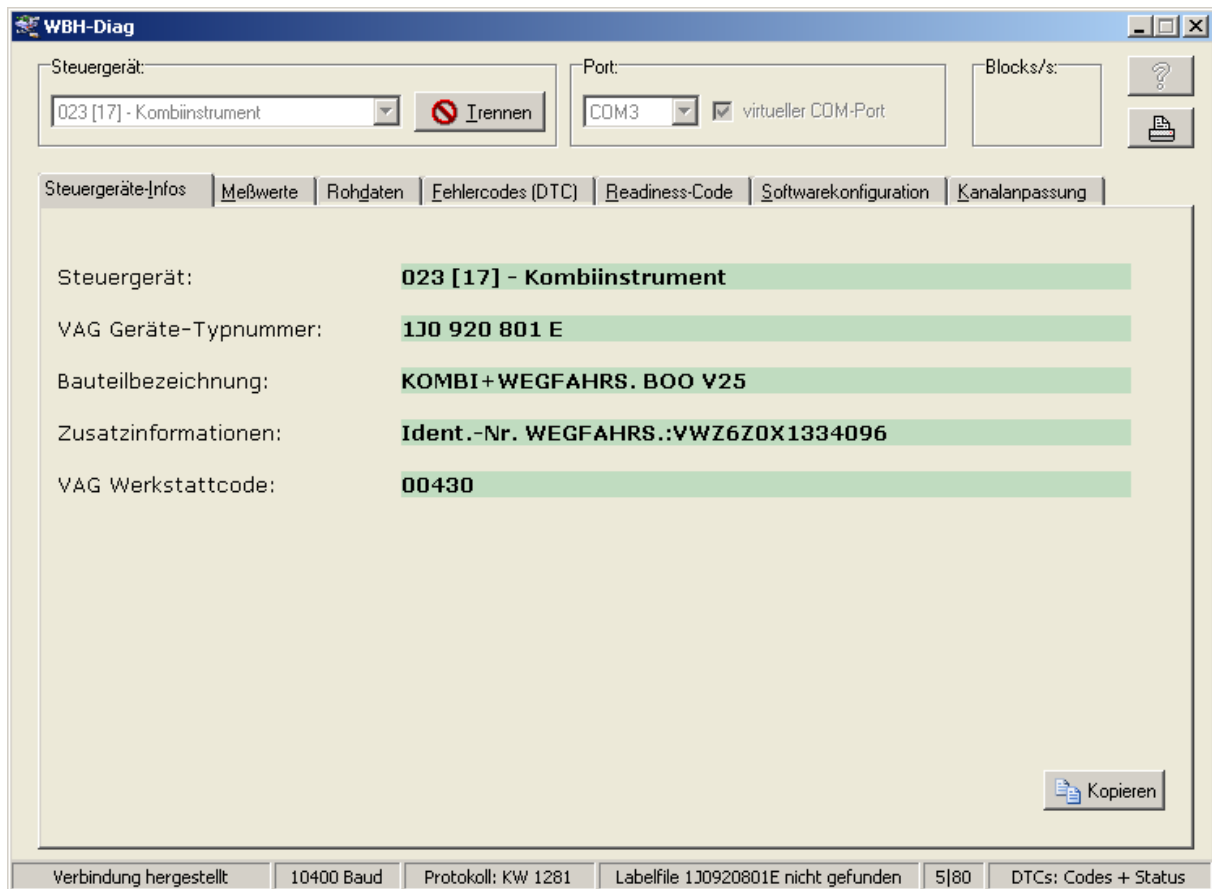 WBH-Diag
Steuergerät:
Port:
Blocks/s:
023 [17] - Kombiinstrument
Trennen
COM3
virtueller COM-Port
Steuergeräte-Infos
Meßwerte
Rohdaten
Fehlercodes (DTC)
Readiness-Code
Softwarekonfiguration
Kanalanpassung
Steuergerät: 023 [17] - Kombiinstrument
VAG Geräte-Typnummer: 1J0 920 801 E
Bauteilbezeichnung: KOMBI+WEGFAHRS. BOO V25
Zusatzinformationen: Ident.-Nr. WEGFAHRS.:VWZ6Z0X1334096
VAG Werkstattcode: 00430
Kopieren
Verbindung hergestellt
10400 Baud
Protokoll: KW 1281
Labelfile 1J0920801E nicht gefunden
5|80
DTCs: Codes + Status